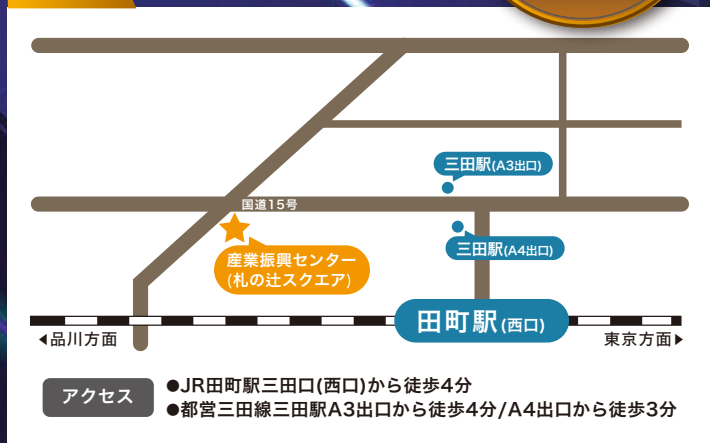 三田駅(A3出口)
国道15号
三田駅(A4出口)
産業振興センター
(札の辻スクエア)
田町駅(西口)
◀品川方面
東京方面▶
アクセス
●JR田町駅三田口(西口)から徒歩4分
●都営三田線三田駅A3出口から徒歩4分/A4出口から徒歩3分